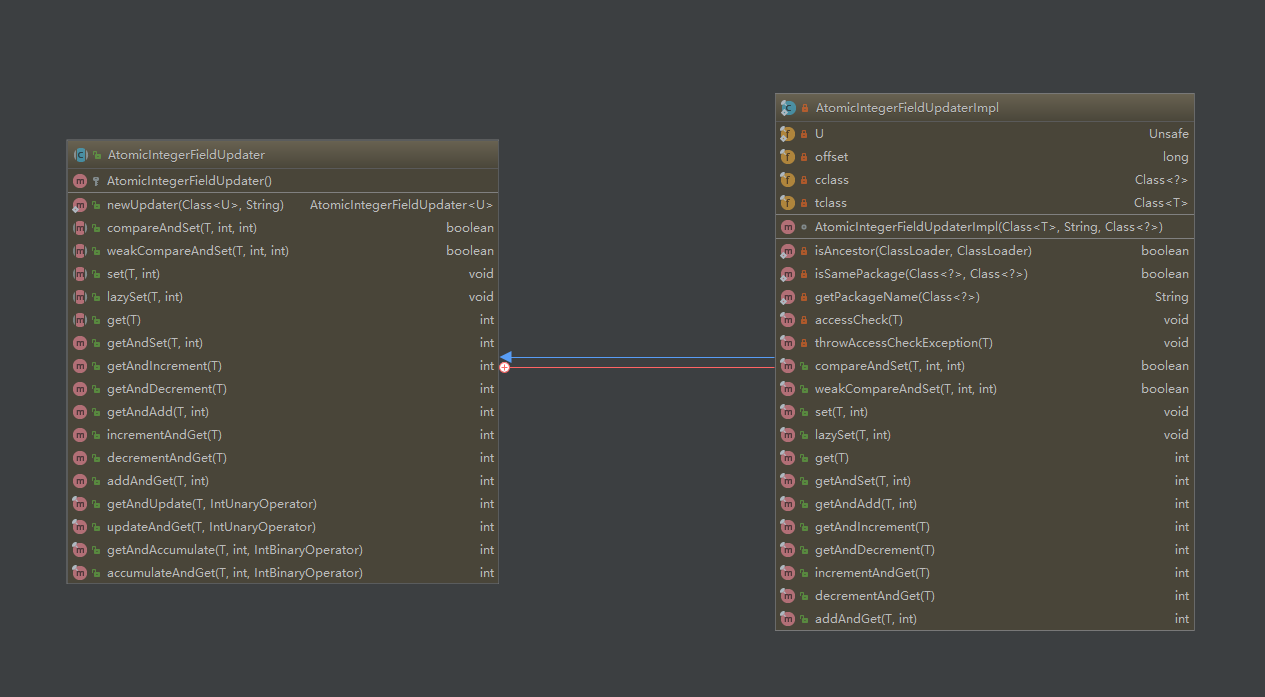 AtomicIntegerFieldUpdater
AtomicIntegerFieldUpdater()
newUpdater(Class<U>, String) AtomicIntegerFieldUpdater<U>
compareAndSet(T, int, int) boolean
weakCompareAndSet(T, int, int) boolean
set(T, int) void
lazySet(T, int) void
get(T) int
getAndSet(T, int) int
getAndIncrement(T) int
getAndDecrement(T) int
getAndAdd(T, int) int
incrementAndGet(T) int
decrementAndGet(T) int
addAndGet(T, int) int
getAndUpdate(T, IntUnaryOperator) int
updateAndGet(T, IntUnaryOperator) int
getAndAccumulate(T, int, IntBinaryOperator) int
accumulateAndGet(T, int, IntBinaryOperator) int
AtomicIntegerFieldUpdaterImpl
U Unsafe
offset long
cclass Class<?>
tclass Class<T>
AtomicIntegerFieldUpdaterImpl(Class<T>, String, Class<?>)
isAncestor(ClassLoader, ClassLoader) boolean
isSamePackage(Class<?>, Class<?>) boolean
getPackageName(Class<?>) String
accessCheck(T) void
throwAccessCheckException(T) void
compareAndSet(T, int, int) boolean
weakCompareAndSet(T, int, int) boolean
set(T, int) void
lazySet(T, int) void
get(T) int
getAndSet(T, int) int
getAndAdd(T, int) int
getAndIncrement(T) int
getAndDecrement(T) int
incrementAndGet(T) int
decrementAndGet(T) int
addAndGet(T, int) int